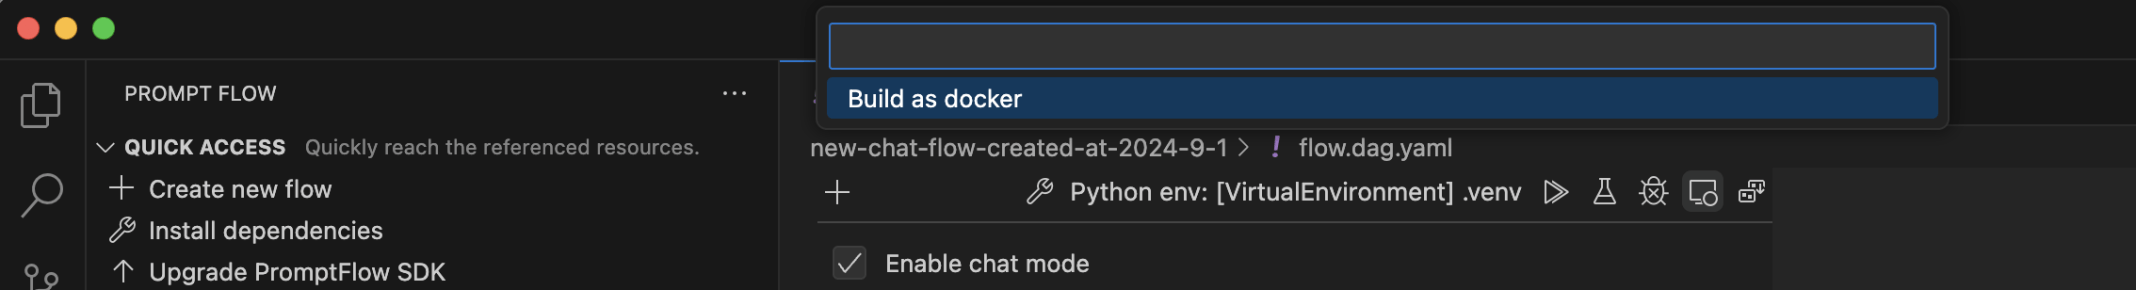 Build as docker
PROMPT FLOW
QUICK ACCESS Quickly reach the referenced resources.
Create new flow
Install dependencies
Upgrade PromptFlow SDK
new-chat-flow-created-at-2024-9-1 > ! flow.dag.yaml
Python env: [VirtualEnvironment] .venv
Enable chat mode